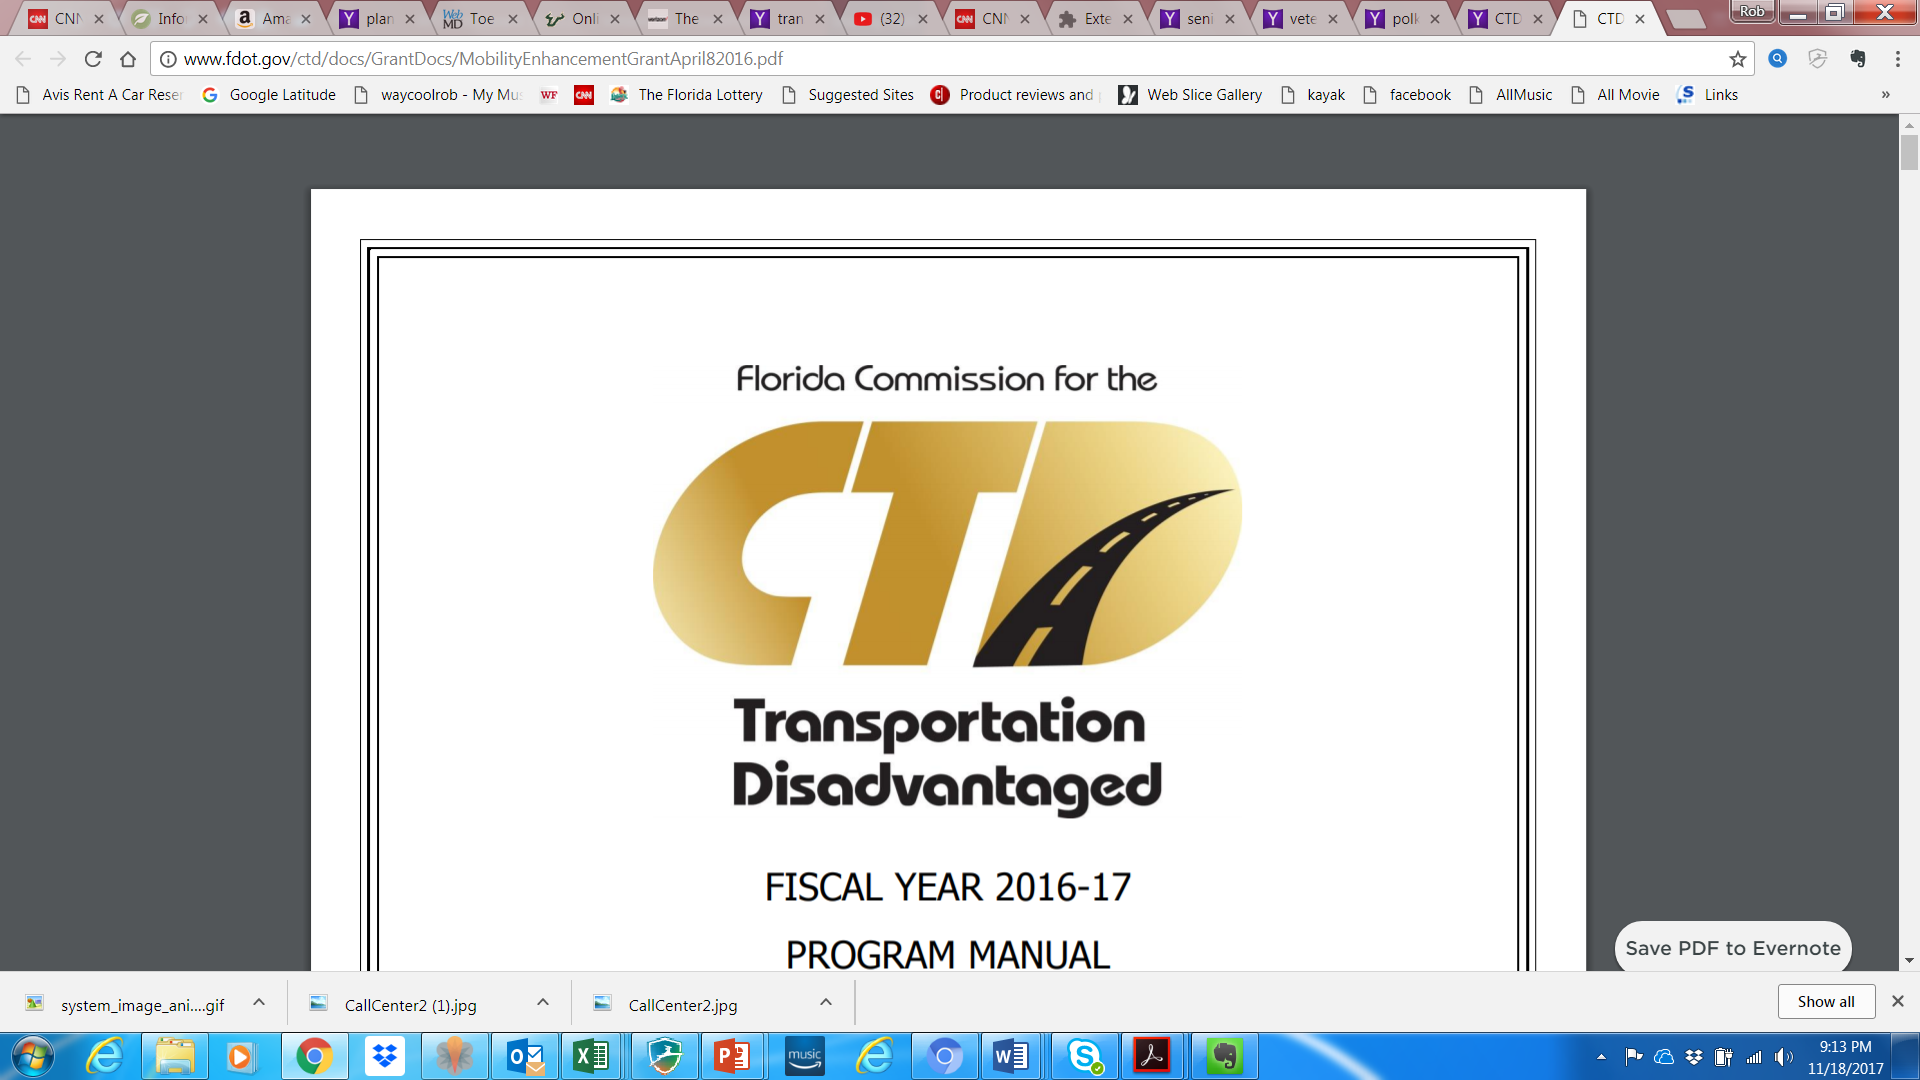 CNN
Info
Ama
plan
Toe
Onli
The
tran
(32)
CNN
Exte
seni
vete
polk
CTD
CTD
Rob
www.fdot.gov/ctd/docs/GrantDocs/MobilityEnhancementGrantApril82016.pdf
Avis Rent A Car Reser
Google Latitude
waycoolrob - My Mu
WF
CNN
The Florida Lottery
Suggested Sites
Product reviews and
Web Slice Gallery
kayak
facebook
AllMusic
All Movie
Links
»
Florida Commission for the
CTD
Transportation
Disadvantaged
FISCAL YEAR 2016-17
PROGRAM MANUAL
Save PDF to Evernote
system_image_ani....gif
CallCenter2 (1).jpg
CallCenter2.jpg
Show all
music
9:13 PM
11/18/2017